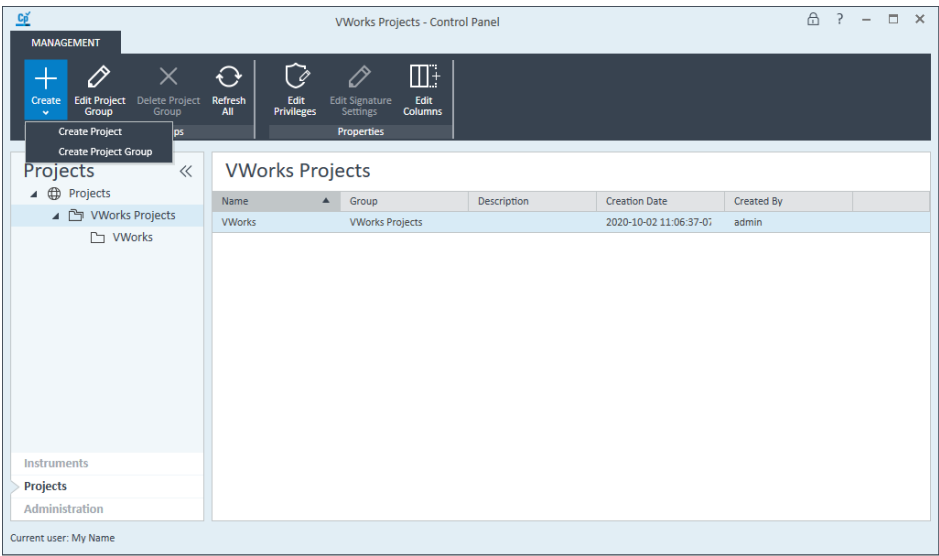 Cp
VWorks Projects - Control Panel
?
MANAGEMENT
Create
Edit Project Group
Delete Project Group
Refresh All
Edit Privileges
Edit Signature Settings
Edit Columns
Create Project
ps
Properties
Create Project Group
Projects
VWorks Projects
Projects
VWorks Projects
VWorks
Name
Group
Description
Creation Date
Created By
VWorks
VWorks Projects
2020-10-02 11:06:37-07
admin
Instruments
Projects
Administration
Current user: My Name